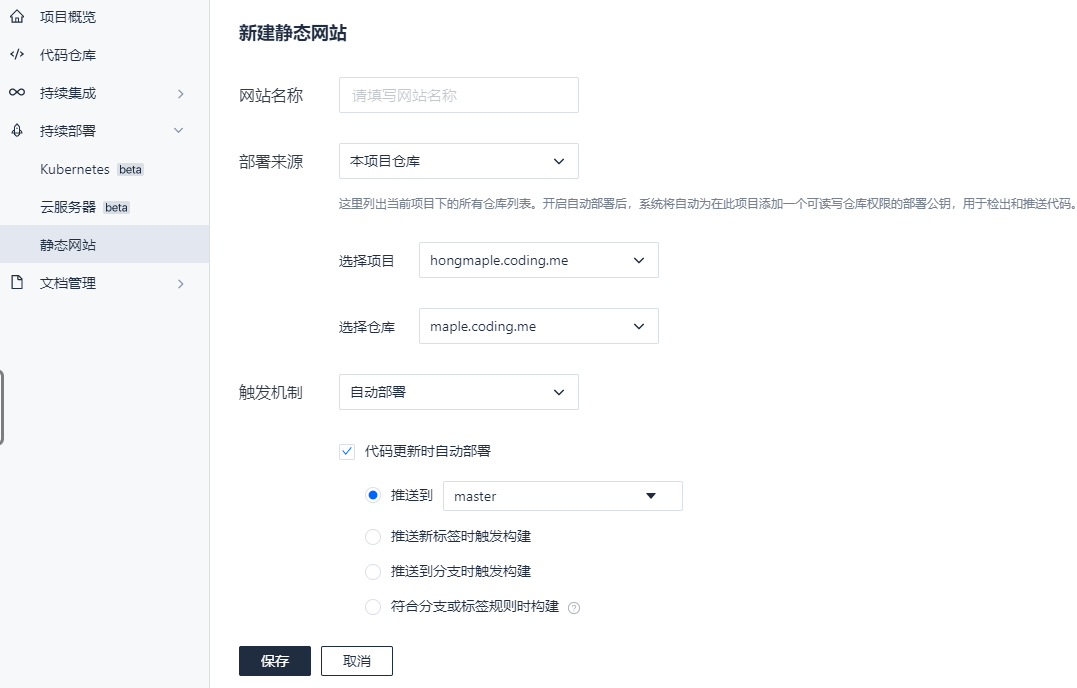 项目概览
代码仓库
持续集成
持续部署
Kubernetes beta
云服务器 beta
静态网站
文档管理
新建静态网站
网站名称 请填写网站名称
部署来源 本项目仓库
这里列出当前项目下的所有仓库列表。开启自动部署后，系统将自动为在此项目添加一个可读写仓库权限的部署公钥，用于检出和推送代码。
选择项目 hongmaple.coding.me
选择仓库 maple.coding.me
触发机制 自动部署
代码更新时自动部署
推送到 master
推送新标签时触发构建
推送到分支时触发构建
符合分支或标签规则时构建 ?
保存 取消